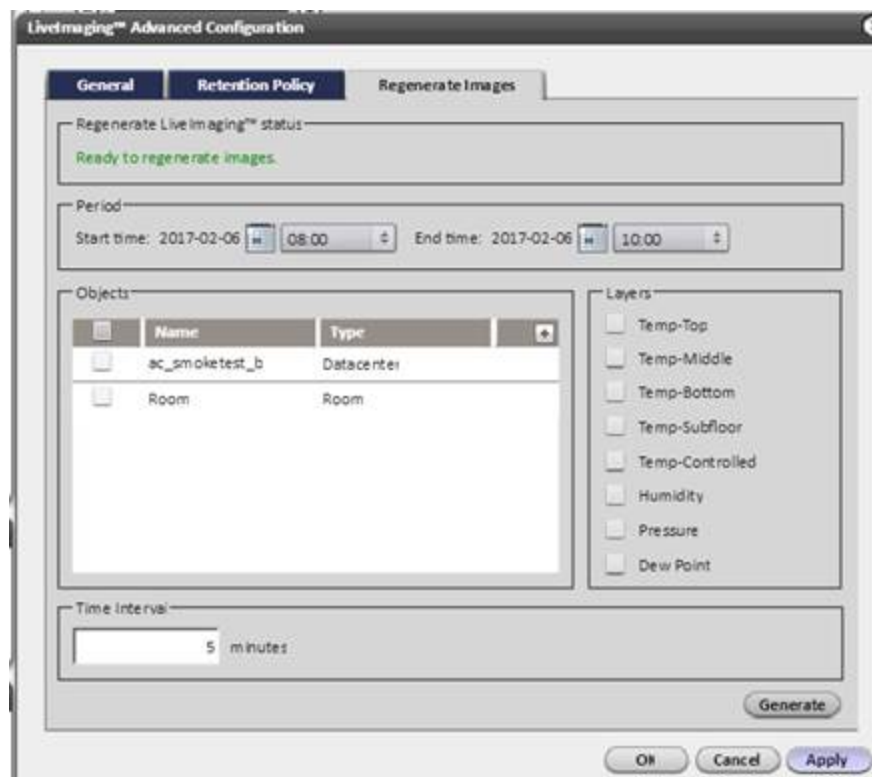 LiveImaging™ Advanced Configuration
General Retention Policy Regenerate Images
Regenerate LiveImaging™ status
Ready to regenerate images.
Period
Start time: 2017-02-06 08:00 End time: 2017-02-06 10:00
Objects
Name Type
ac_smoketest_b Datacenter
Room Room
Layers
Temp-Top
Temp-Middle
Temp-Bottom
Temp-Subfloor
Temp-Controlled
Humidity
Pressure
Dew Point
Time Interval
5 minutes
Generate
OK Cancel Apply